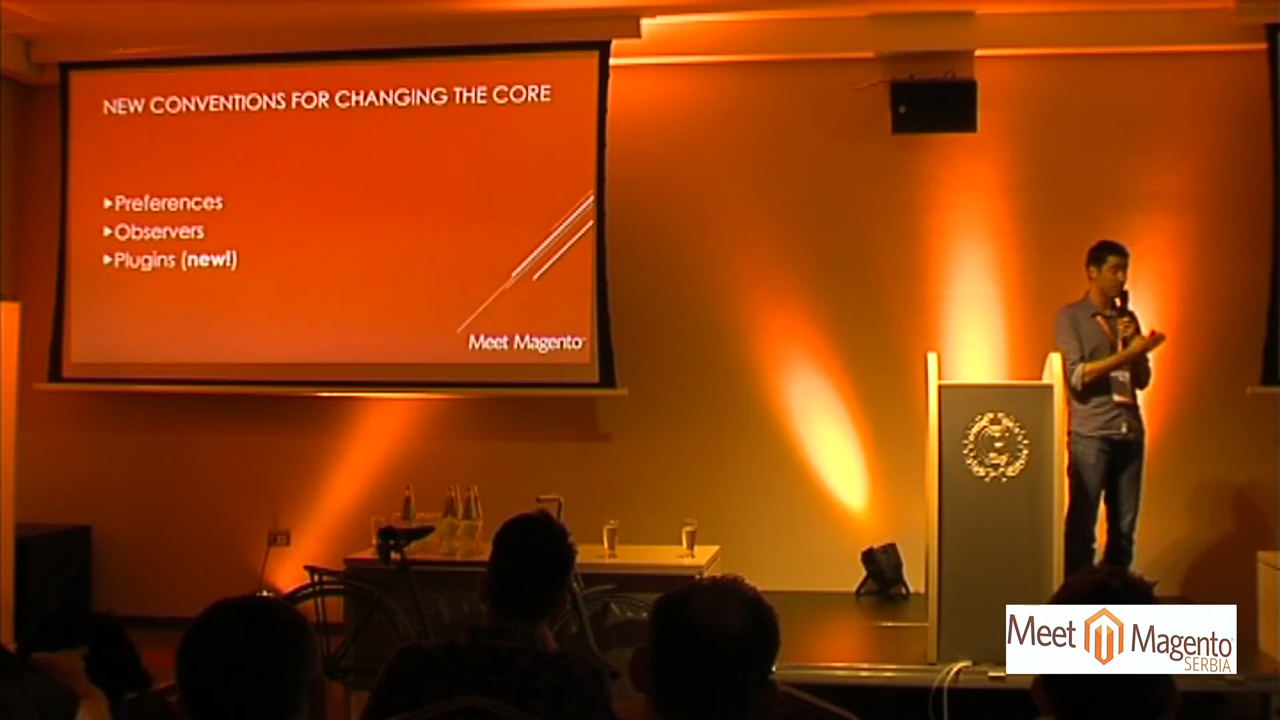 NEW CONVENTIONS FOR CHANGING THE CORE
▸Preferences
▸Observers
▸Plugins (new!)
Meet Magento
Meet Magento
SERBIA